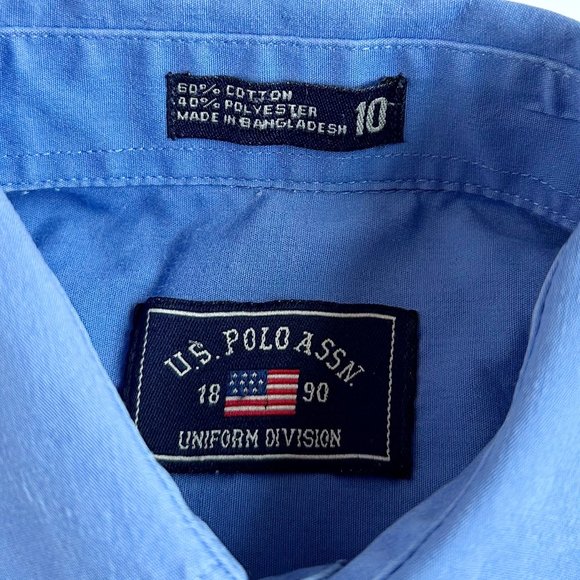 60% COTTON
40% POLYESTER
MADE IN BANGLADESH
10
U.S. POLO ASSN.
18 90
UNIFORM DIVISION